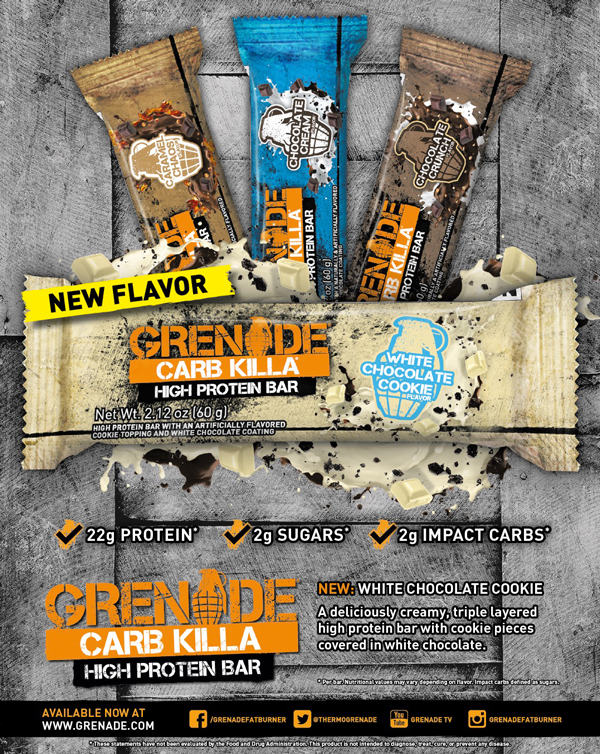 CARAMEL
CHAOS
CHOCOLATE
CREAM
CHOCOLATE
CRUNCH
NEW FLAVOR
GRENADE
CARB KILLA
HIGH PROTEIN BAR
Net Wt. 2.12 oz (60 g)
HIGH PROTEIN BAR WITH AN ARTIFICIALLY FLAVORED
COOKIE TOPPING AND WHITE CHOCOLATE COATING
WHITE
CHOCOLATE
COOKIE
FLAVOR
22g PROTEIN* 2g SUGARS* 2g IMPACT CARBS*
GRENADE
CARB KILLA
HIGH PROTEIN BAR
NEW: WHITE CHOCOLATE COOKIE
A deliciously creamy, triple layered
high protein bar with cookie pieces
covered in white chocolate.
* Per bar. Nutritional values may vary depending on flavor. Impact carbs defined as sugars.
AVAILABLE NOW AT
WWW.GRENADE.COM
/GRENADEFATBURNER @THERMOGRENADE You Tube GRENADE TV GRENADEFATBURNER
*These statements have not been evaluated by the Food and Drug Administration. This product is not intended to diagnose, treat, cure, or prevent any disease.